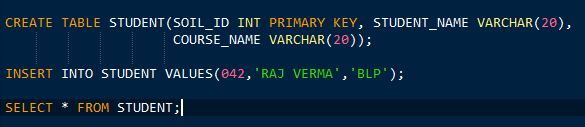 CREATE TABLE STUDENT(SOIL_ID INT PRIMARY KEY, STUDENT_NAME VARCHAR(20),
COURSE_NAME VARCHAR(20));
INSERT INTO STUDENT VALUES(042,'RAJ VERMA','BLP');
SELECT * FROM STUDENT;